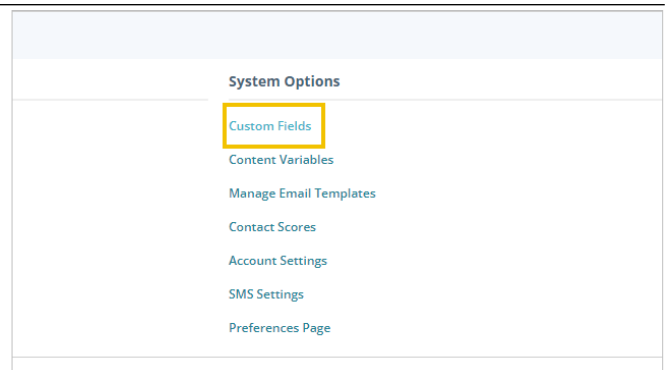 System Options
Custom Fields
Content Variables
Manage Email Templates
Contact Scores
Account Settings
SMS Settings
Preferences Page